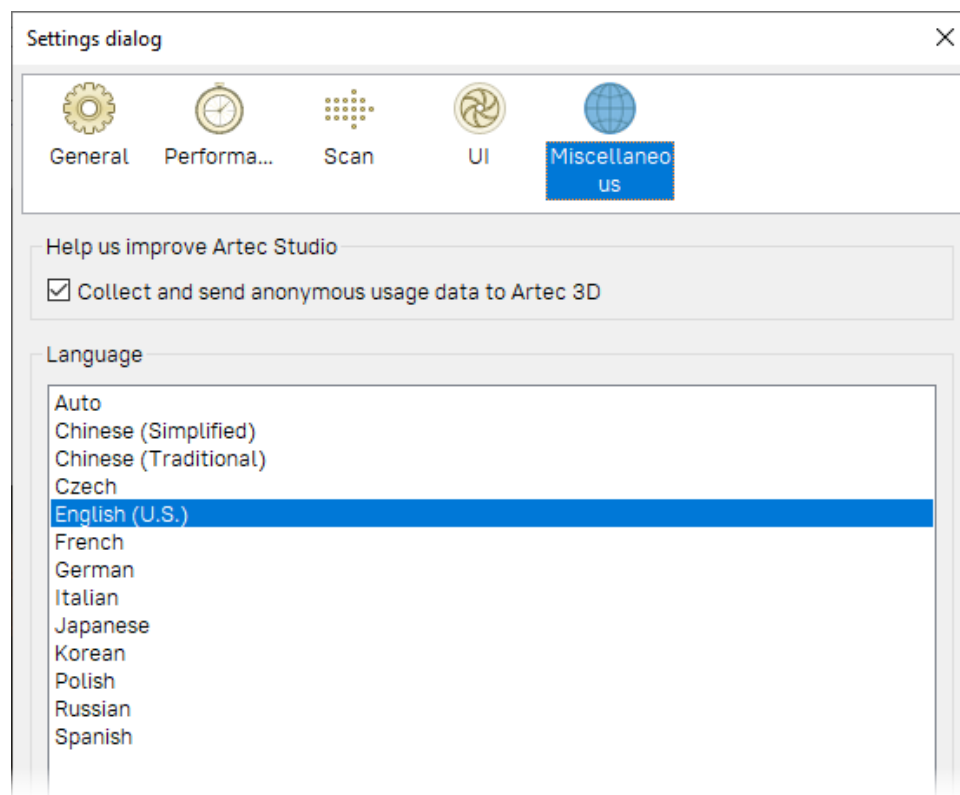 Settings dialog
General Performa... Scan UI Miscellaneo
us
Help us improve Artec Studio
Collect and send anonymous usage data to Artec 3D
Language
Auto
Chinese (Simplified)
Chinese (Traditional)
Czech
English (U.S.)
French
German
Italian
Japanese
Korean
Polish
Russian
Spanish